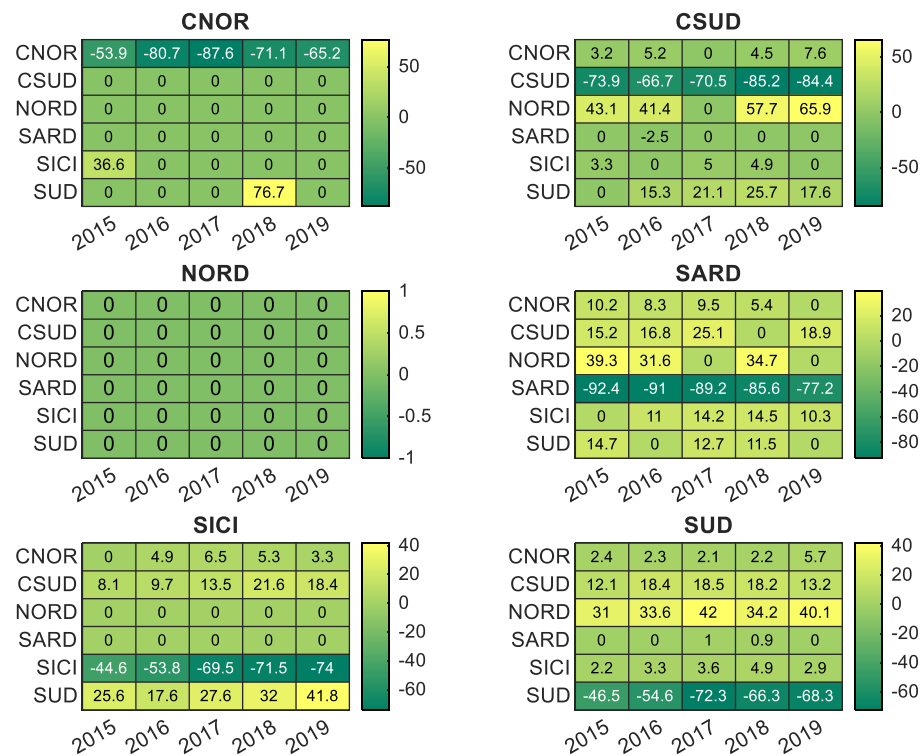 CNOR
CNOR -53.9 -80.7 -87.6 -71.1 -65.2
CSUD 0 0 0 0 0
NORD 0 0 0 0 0
SARD 0 0 0 0 0
SICI 36.6 0 0 0 0
SUD 0 0 0 76.7 0
2015 2016 2017 2018 2019
50
0
-50
CSUD
CNOR 3.2 5.2 0 4.5 7.6
CSUD -73.9 -66.7 -70.5 -85.2 -84.4
NORD 43.1 41.4 0 57.7 65.9
SARD 0 -2.5 0 0 0
SICI 3.3 0 5 4.9 0
SUD 0 15.3 21.1 25.7 17.6
2015 2016 2017 2018 2019
50
0
-50
NORD
CNOR 0 0 0 0 0
CSUD 0 0 0 0 0
NORD 0 0 0 0 0
SARD 0 0 0 0 0
SICI 0 0 0 0 0
SUD 0 0 0 0 0
2015 2016 2017 2018 2019
1
0.5
0
-0.5
-1
SARD
CNOR 10.2 8.3 9.5 5.4 0
CSUD 15.2 16.8 25.1 0 18.9
NORD 39.3 31.6 0 34.7 0
SARD -92.4 -91 -89.2 -85.6 -77.2
SICI 0 11 14.2 14.5 10.3
SUD 14.7 0 12.7 11.5 0
2015 2016 2017 2018 2019
20
0
-20
-40
-60
-80
SICI
CNOR 0 4.9 6.5 5.3 3.3
CSUD 8.1 9.7 13.5 21.6 18.4
NORD 0 0 0 0 0
SARD 0 0 0 0 0
SICI -44.6 -53.8 -69.5 -71.5 -74
SUD 25.6 17.6 27.6 32 41.8
2015 2016 2017 2018 2019
40
20
0
-20
-40
-60
SUD
CNOR 2.4 2.3 2.1 2.2 5.7
CSUD 12.1 18.4 18.5 18.2 13.2
NORD 31 33.6 42 34.2 40.1
SARD 0 0 1 0.9 0
SICI 2.2 3.3 3.6 4.9 2.9
SUD -46.5 -54.6 -72.3 -66.3 -68.3
2015 2016 2017 2018 2019
40
20
0
-20
-40
-60